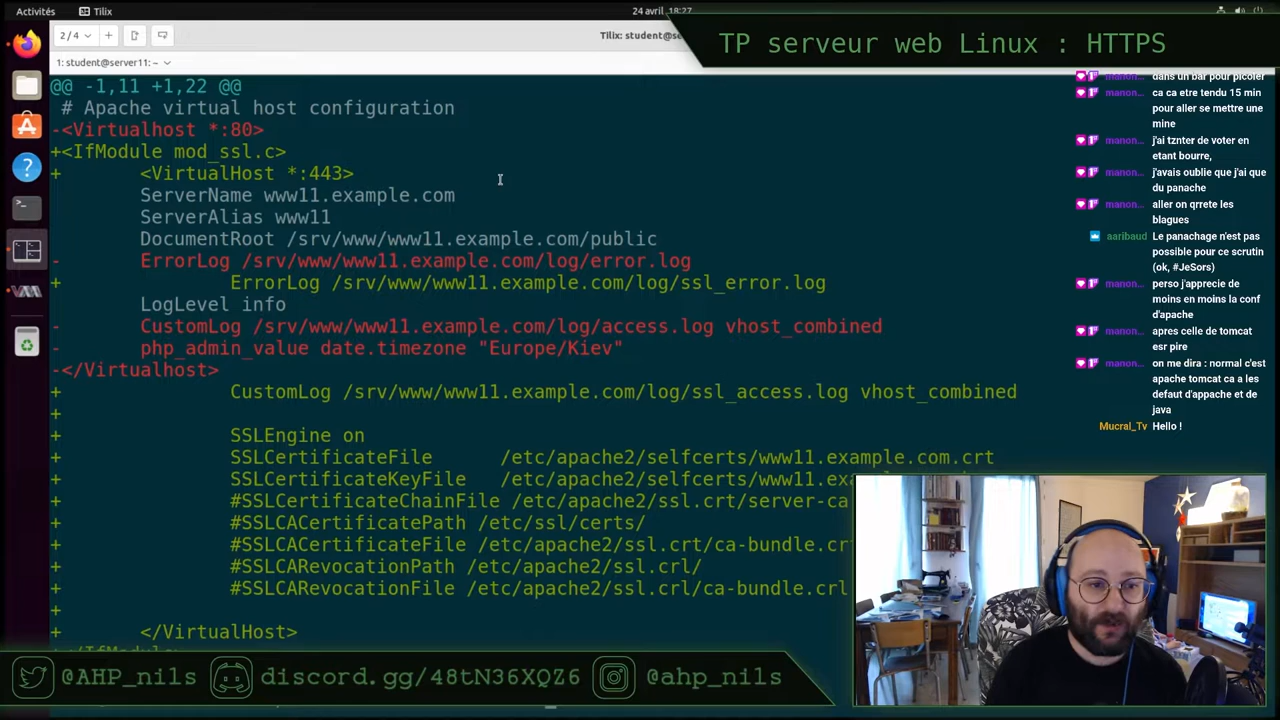 Activités
Tilix
24 avril 18:27
2/4
Tilix: student@se
TP serveur web Linux : HTTPS
1: student@server11: ~
@@ -1,11 +1,22 @@
# Apache virtual host configuration
-<Virtualhost *:80>
+<IfModule mod_ssl.c>
+ <VirtualHost *:443>
ServerName www11.example.com
ServerAlias www11
DocumentRoot /srv/www/www11.example.com/public
- ErrorLog /srv/www/www11.example.com/log/error.log
+ ErrorLog /srv/www/www11.example.com/log/ssl_error.log
LogLevel info
- CustomLog /srv/www/www11.example.com/log/access.log vhost_combined
- php_admin_value date.timezone "Europe/Kiev"
-</Virtualhost>
+ CustomLog /srv/www/www11.example.com/log/ssl_access.log vhost_combined
+
+ SSLEngine on
+ SSLCertificateFile /etc/apache2/selfcerts/www11.example.com.crt
+ SSLCertificateKeyFile /etc/apache2/selfcerts/www11.exa
+ #SSLCertificateChainFile /etc/apache2/ssl.crt/server-ca
+ #SSLCACertificatePath /etc/ssl/certs/
+ #SSLCACertificateFile /etc/apache2/ssl.crt/ca-bundle.cr
+ #SSLCARevocationPath /etc/apache2/ssl.crl/
+ #SSLCARevocationFile /etc/apache2/ssl.crl/ca-bundle.crl
+
+ </VirtualHost>
dans un bar pour picoler
manon... ca ca etre tendu 15 min
pour aller se mettre une
mine
manon... j'ai tznter de voter en
etant bourre,
manon... j'avais oublie que j'ai que
du panache
manon... aller on qrrete les
blagues
aaribaud Le panachage n'est pas
possible pour ce scrutin
(ok, #JeSors)
manon... perso j'apprecie de
moins en moins la conf
d'apache
manon... apres celle de tomcat
esr pire
manon... on me dira : normal c'est
apache tomcat ca a les
defaut d'appache et de
java
Mucral_Tv Hello !
@AHP_nils
discord.gg/48tN36XQZ6
@ahp_nils